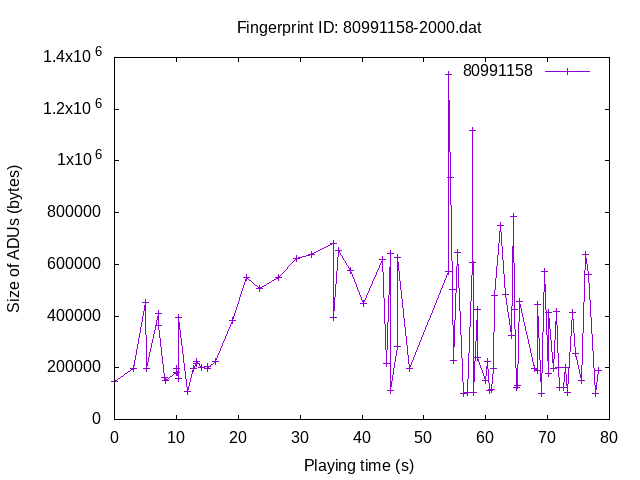 Fingerprint ID: 80991158-2000.dat
80991158
1.4x10^6
1.2x10^6
1x10^6
800000
600000
400000
200000
0
Size of ADUs (bytes)
0 10 20 30 40 50 60 70 80
Playing time (s)